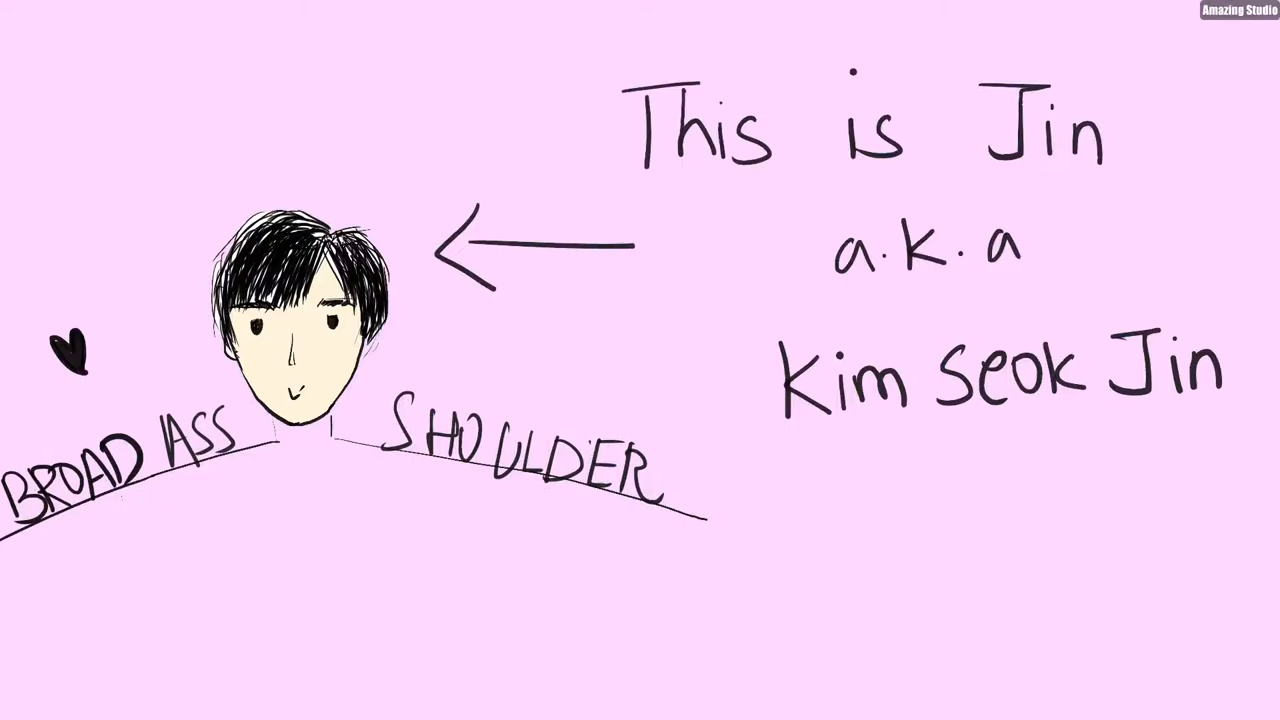 Amazing Studio
This is Jin
a.k.a
Kim Seok Jin
BROAD ASS SHOULDER